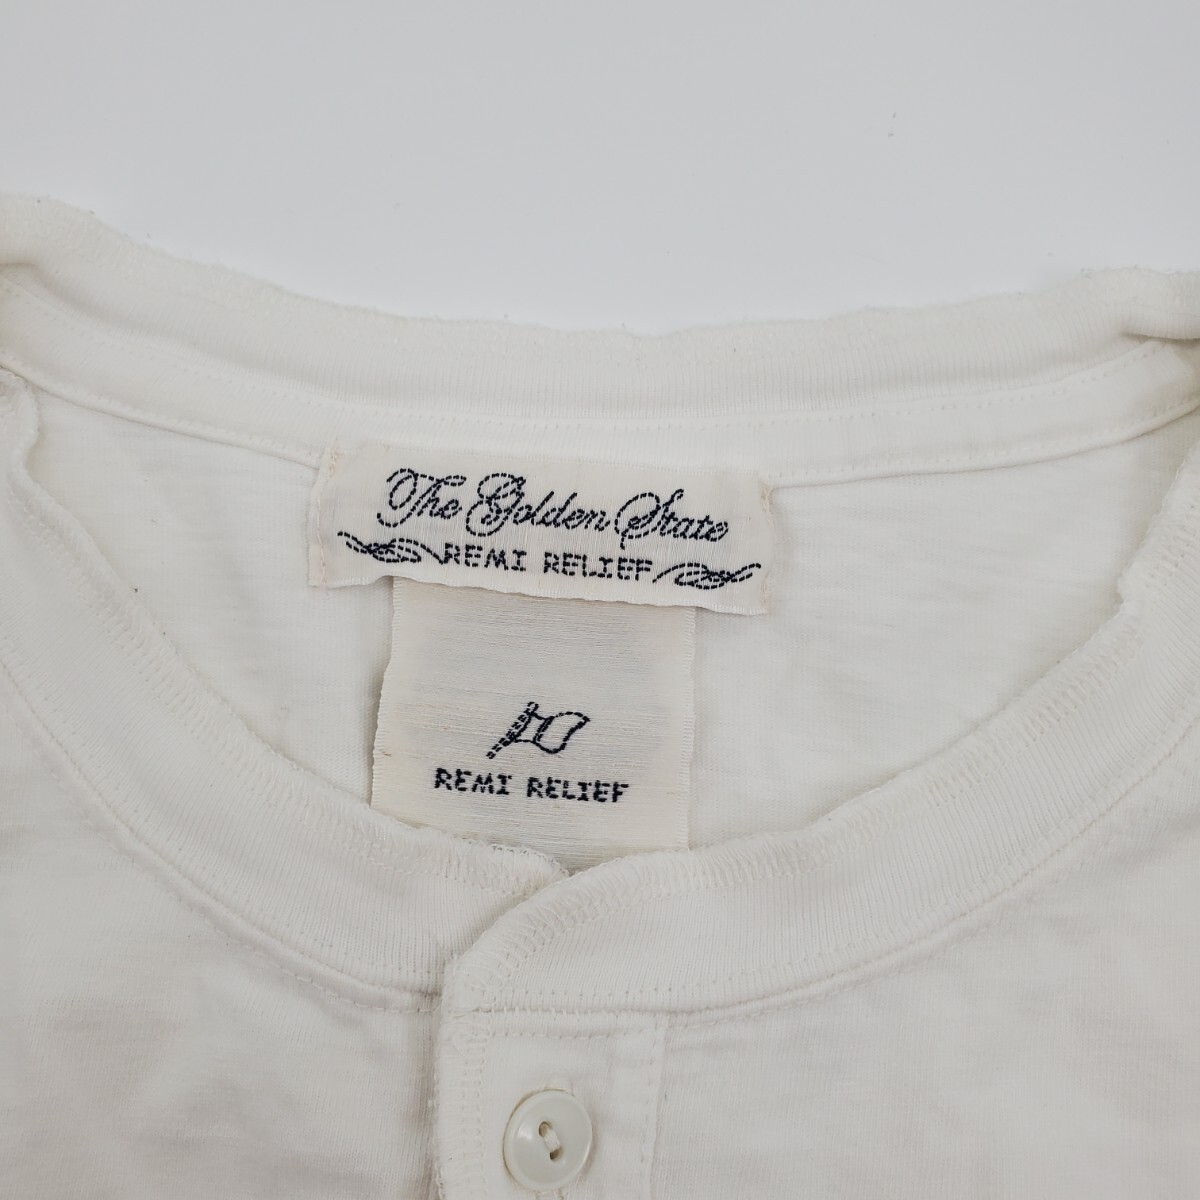 The Golden State
REMI RELIEF
REMI RELIEF